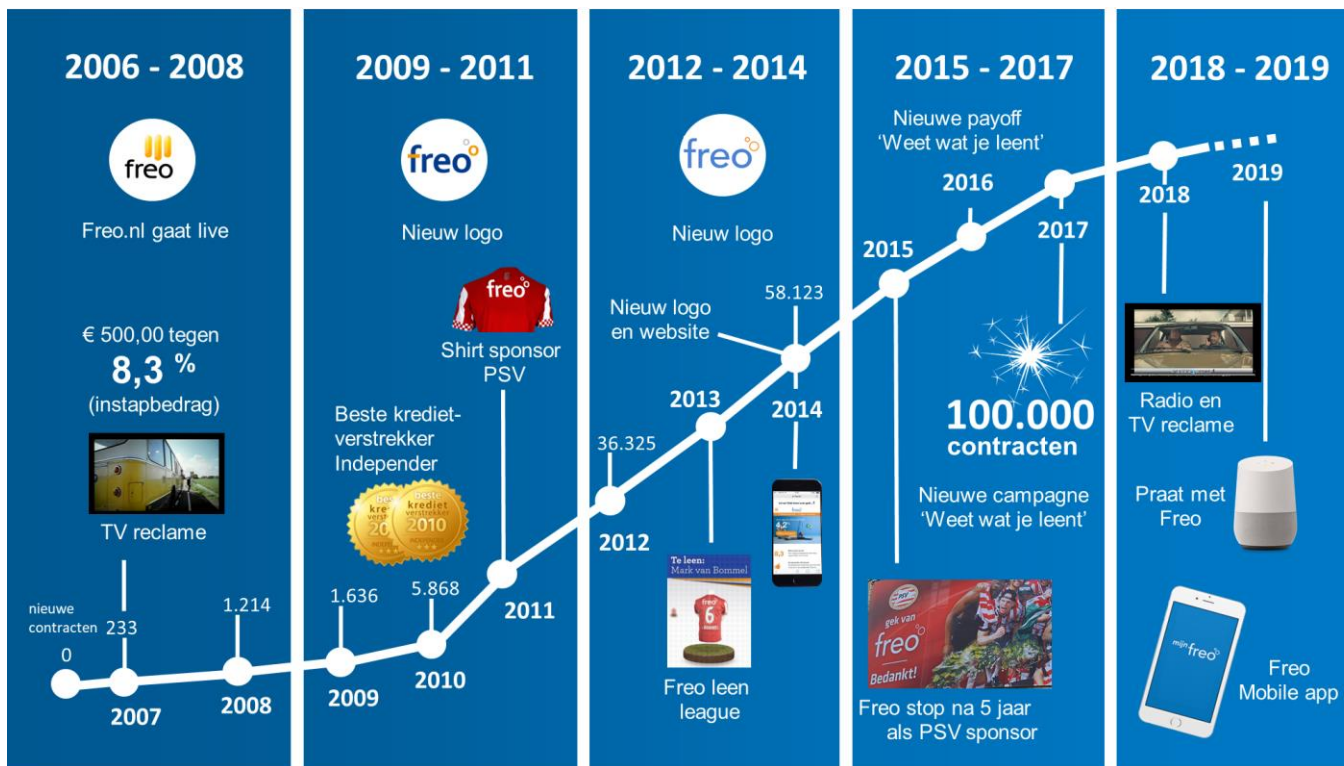 2006 - 2008
freo
Freo.nl gaat live
€ 500,00 tegen
8,3 %
(instapbedrag)
TV reclame
nieuwe
contracten
0
233
1.214
2007
2008
2009 - 2011
freo
Nieuw logo
freo
Shirt sponsor
PSV
Beste krediet-
verstrekker
Independer
beste
krediet
verstrekker
2010
1.636
5.868
2009
2010
2011
2012 - 2014
freo
Nieuw logo
58.123
Nieuw logo
en website
2013
2014
36.325
2012
freo
4,2
Te leen:
Mark van Bommel
freo
6
Freo leen
league
2015 - 2017
Nieuwe payoff
'Weet wat je leent'
2016
2017
2015
100.000
contracten
Nieuwe campagne
'Weet wat je leent'
PSV
gek van
freo
Bedankt!
Freo stop na 5 jaar
als PSV sponsor
2018 - 2019
2019
2018
Radio en
TV reclame
Praat met
Freo
mijn freo
Freo
Mobile app